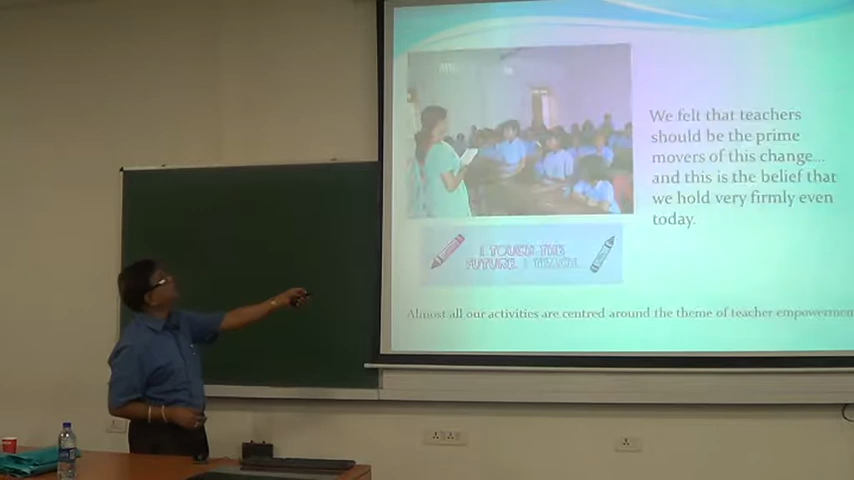 We felt that teachers
should be the prime
movers of this change...
and this is the belief that
we hold very firmly even
today.
I TOUCH THE
FUTURE. I TEACH.
Almost all our activities are centred around the theme of teacher empowermen